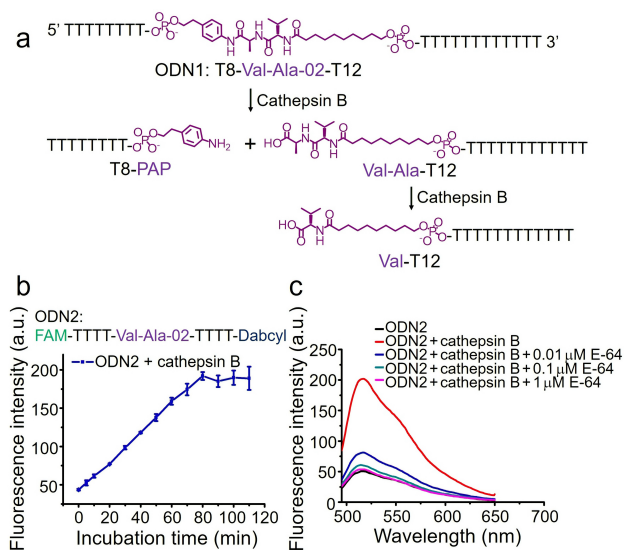 a
5' TTTTTTTT- -TTTTTTTTTTTT 3'
ODN1: T8-Val-Ala-02-T12
Cathepsin B
TTTTTTTT- NH₂ + HO -TTTTTTTTTTTT
T8-PAP Val-Ala-T12
Cathepsin B
HO -TTTTTTTTTTTT
Val-T12
b
ODN2:
FAM-TTTT-Val-Ala-02-TTTT-Dabcyl
ODN2 + cathepsin B
Fluorescence intensity (a.u.)
200
150
100
50
0 20 40 60 80 100 120
Incubation time (min)
c
ODN2
ODN2 + cathepsin B
ODN2 + cathepsin B + 0.01 μM E-64
ODN2 + cathepsin B + 0.1 μM E-64
ODN2 + cathepsin B + 1 μM E-64
Fluorescence intensity (a.u.)
250
200
150
100
50
0
500 550 600 650 700
Wavelength (nm)